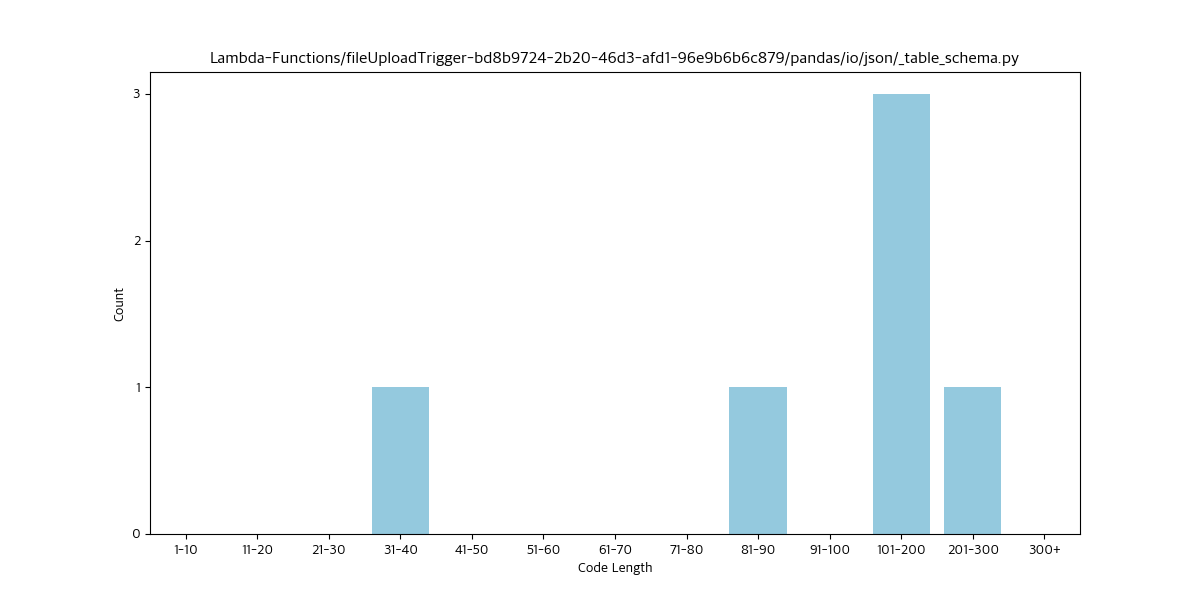 Lambda-Functions/fileUploadTrigger-bd8b9724-2b20-46d3-afd1-96e9b6b6c879/pandas/io/json/_table_schema.py
3
2
1
0
Count
1-10 11-20 21-30 31-40 41-50 51-60 61-70 71-80 81-90 91-100 101-200 201-300 300+
Code Length